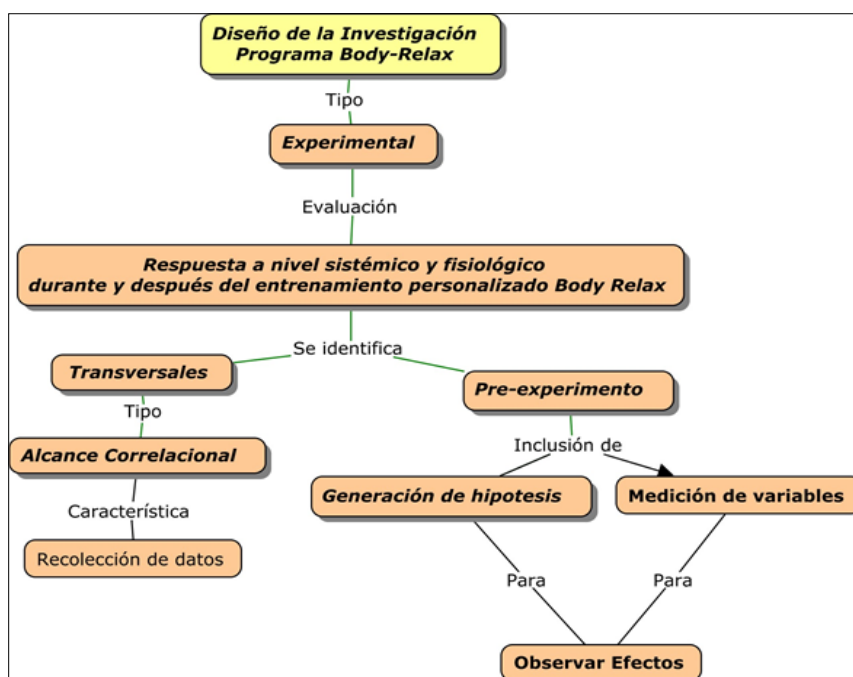 Diseño de la Investigación
Programa Body-Relax
Tipo
Experimental
Evaluación
Respuesta a nivel sistémico y fisiológico
durante y después del entrenamiento personalizado Body Relax
Se identifica
Transversales
Pre-experimento
Tipo
Inclusión de
Alcance Correlacional
Generación de hipotesis
Medición de variables
Característica
Recolección de datos
Para
Para
Observar Efectos